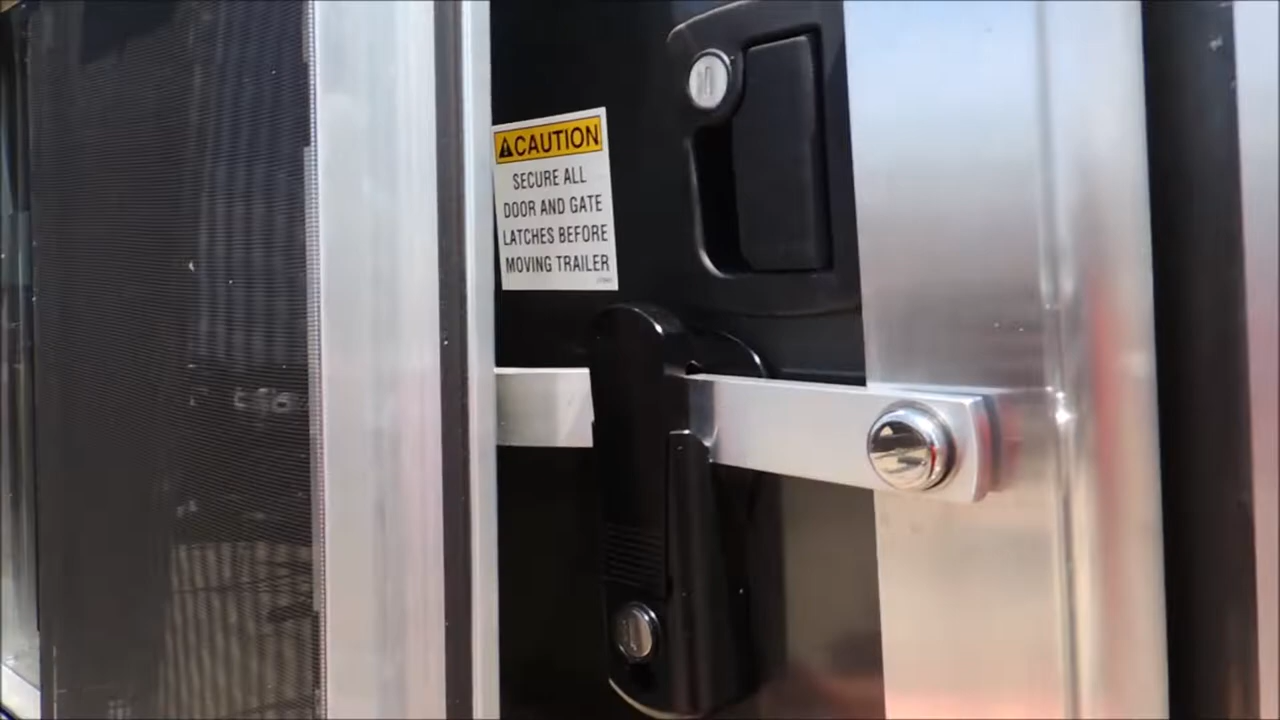 ⚠CAUTION
SECURE ALL
DOOR AND GATE
LATCHES BEFORE
MOVING TRAILER